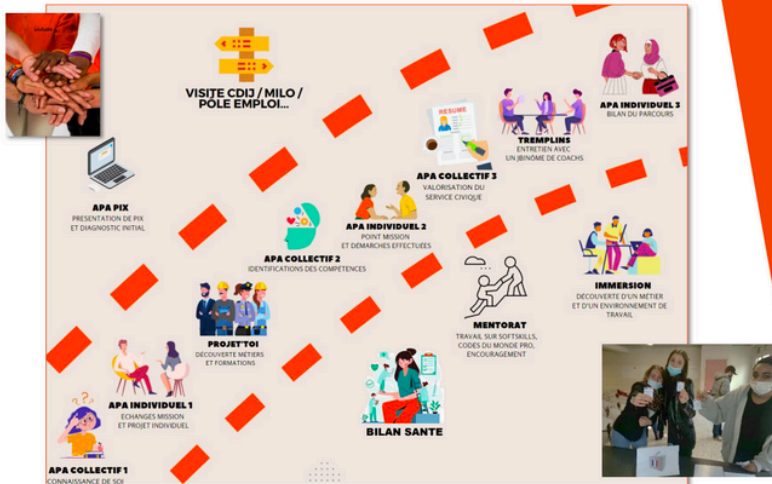 VISITE CDIJ / MILO /
PÔLE EMPLOI...
RESUME
APA INDIVIDUEL 3
BILAN DU PARCOURS
TREMPLINS
ENTRETIEN AVEC
UN JBINÔME DE COACHS
APA COLLECTIF 3
VALORISATION DU
SERVICE CIVIQUE
APA PIX
PRESENTATION DE PIX
ET DIAGNOSTIC INITIAL
APA INDIVIDUEL 2
POINT MISSION
ET DÉMARCHES EFFECTUÉES
APA COLLECTIF 2
IDENTIFICATIONS DES COMPÉTENCES
IMMERSION
DÉCOUVERTE D'UN MÉTIER
ET D'UN ENVIRONNEMENT DE
TRAVAIL
MENTORAT
TRAVAIL SUR SOFTSKILLS,
CODES DU MONDE PRO,
ENCOURAGEMENT
PROJET'TOI
DÉCOUVERTE MÉTIERS
ET FORMATIONS
APA INDIVIDUEL 1
ECHANGES MISSION
ET PROJET INDIVIDUEL
BILAN SANTE
APA COLLECTIF 1
CONNAISSANCE DE SOI